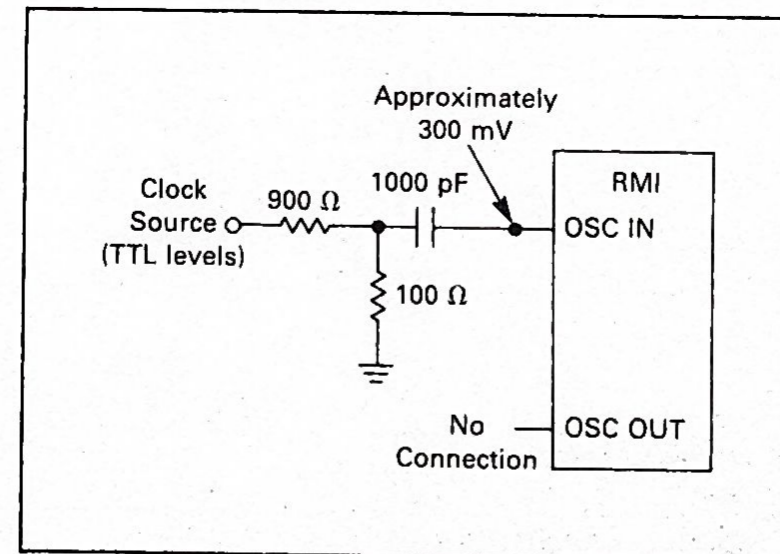 Approximately
300 mV
Clock
Source
(TTL levels)
900 Ω
1000 pF
100 Ω
RMI
OSC IN
No
Connection
OSC OUT